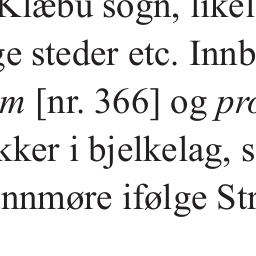 Klæbu sogn, likel
ge steder etc. Innb
m [nr. 366] og pro
kker i bjelkelag, s
nnmøre ifølge Str